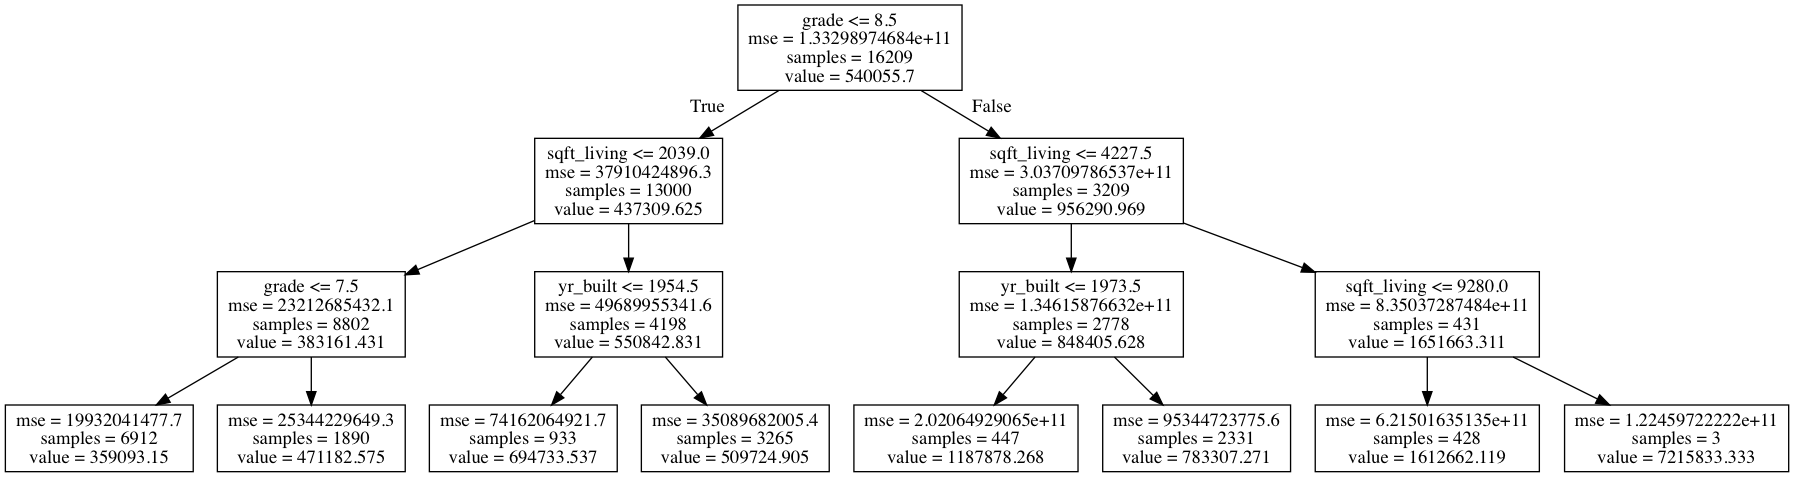 grade <= 8.5
mse = 1.33298974684e+11
samples = 16209
value = 540055.7
True
False
sqft_living <= 2039.0
mse = 37910424896.3
samples = 13000
value = 437309.625
sqft_living <= 4227.5
mse = 3.03709786537e+11
samples = 3209
value = 956290.969
grade <= 7.5
mse = 23212685432.1
samples = 8802
value = 383161.431
yr_built <= 1954.5
mse = 49689955341.6
samples = 4198
value = 550842.831
yr_built <= 1973.5
mse = 1.34615876632e+11
samples = 2778
value = 848405.628
sqft_living <= 9280.0
mse = 8.35037287484e+11
samples = 431
value = 1651663.311
mse = 19932041477.7
samples = 6912
value = 359093.15
mse = 25344229649.3
samples = 1890
value = 471182.575
mse = 74162064921.7
samples = 933
value = 694733.537
mse = 35089682005.4
samples = 3265
value = 509724.905
mse = 2.02064929065e+11
samples = 447
value = 1187878.268
mse = 95344723775.6
samples = 2331
value = 783307.271
mse = 6.21501635135e+11
samples = 428
value = 1612662.119
mse = 1.22459722222e+11
samples = 3
value = 7215833.333